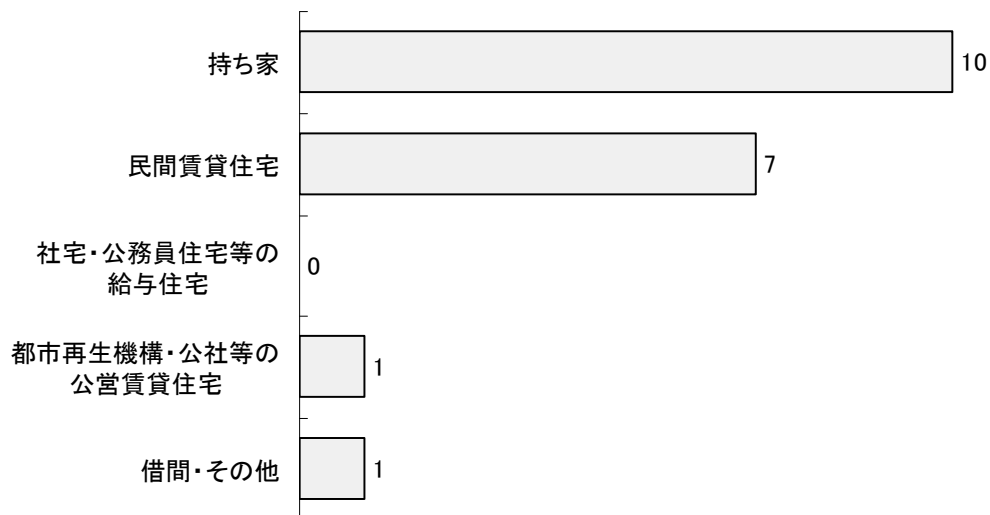 持ち家
10
民間賃貸住宅
7
社宅・公務員住宅等の
給与住宅
0
都市再生機構・公社等の
公営賃貸住宅
1
借間・その他
1